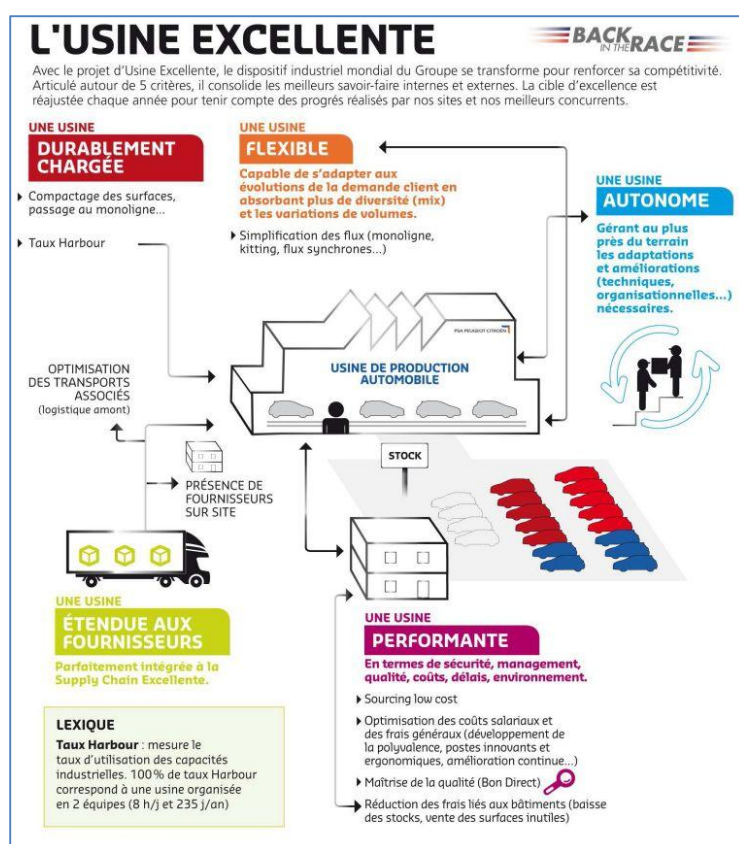 L'USINE EXCELLENTE
BACK
IN THE RACE
Avec le projet d'Usine Excellente, le dispositif industriel mondial du Groupe se transforme pour renforcer sa compétitivité.
Articulé autour de 5 critères, il consolide les meilleurs savoir-faire internes et externes. La cible d'excellence est
réajustée chaque année pour tenir compte des progrés réalisés par nos sites et nos meilleurs concurrents.
UNE USINE
DURABLEMENT
CHARGÉE
Compactage des surfaces,
passage au monoligne...
Taux Harbour
UNE USINE
FLEXIBLE
Capable de s'adapter aux
évolutions de la demande client en
absorbant plus de diversité (mix)
et les variations de volumes.
Simplification des flux (monoligne,
kitting, flux synchrones...)
UNE USINE
AUTONOME
Gérant au plus
près du terrain
les adaptations
et améliorations
(techniques,
organisationnelles...)
nécessaires.
PSA PEUGEOT CITROËN
USINE DE PRODUCTION
AUTOMOBILE
OPTIMISATION
DES TRANSPORTS
ASSOCIÉS
(logistique amont)
PRÉSENCE DE
FOURNISSEURS
SUR SITE
STOCK
UNE USINE
ÉTENDUE AUX
FOURNISSEURS
Parfaitement intégrée à la
Supply Chain Excellente.
UNE USINE
PERFORMANTE
En termes de sécurité, management,
qualité, coûts, délais, environnement.
Sourcing low cost
Optimisation des coûts salariaux et
des frais généraux (développement de
la polyvalence, postes innovants et
ergonomiques, amélioration continue...)
Maîtrise de la qualité (Bon Direct)
Réduction des frais liés aux bâtiments (baisse
des stocks, vente des surfaces inutiles)
LEXIQUE
Taux Harbour : mesure le
taux d'utilisation des capacités
industrielles. 100 % de taux Harbour
correspond à une usine organisée
en 2 équipes (8 h/j et 235 j/an)